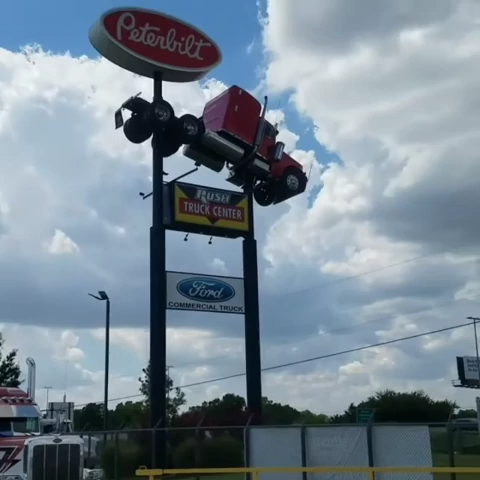 Peterbilt
RUSH
TRUCK CENTER
Ford
COMMERCIAL TRUCK